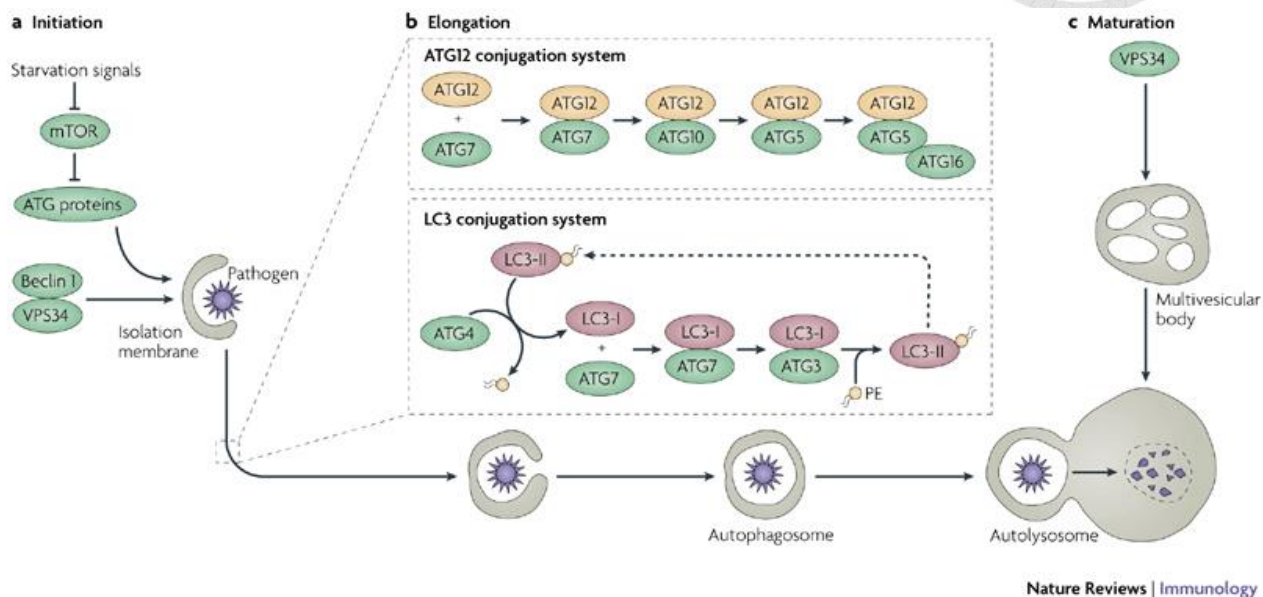 a Initiation
Starvation signals
mTOR
ATG proteins
Beclin 1
VPS34
Pathogen
Isolation
membrane
b Elongation
ATG12 conjugation system
ATG12
+
ATG7
ATG12
ATG7
ATG12
ATG10
ATG12
ATG5
ATG12
ATG5
ATG16
LC3 conjugation system
LC3-II
ATG4
LC3-I
+
ATG7
LC3-I
ATG7
LC3-I
ATG3
PE
LC3-II
c Maturation
VPS34
Multivesicular
body
Autophagosome
Autolysosome
Nature Reviews | Immunology